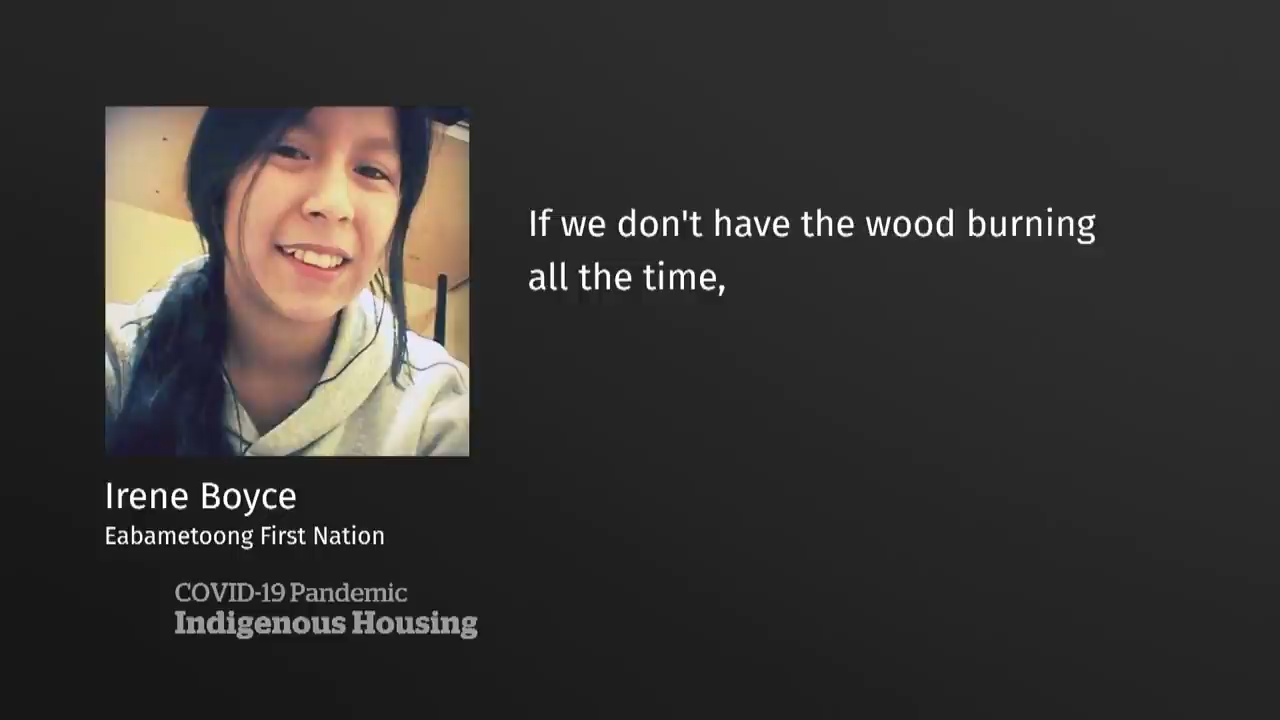 If we don't have the wood burning
all the time,
Irene Boyce
Eabametoong First Nation
COVID-19 Pandemic
Indigenous Housing